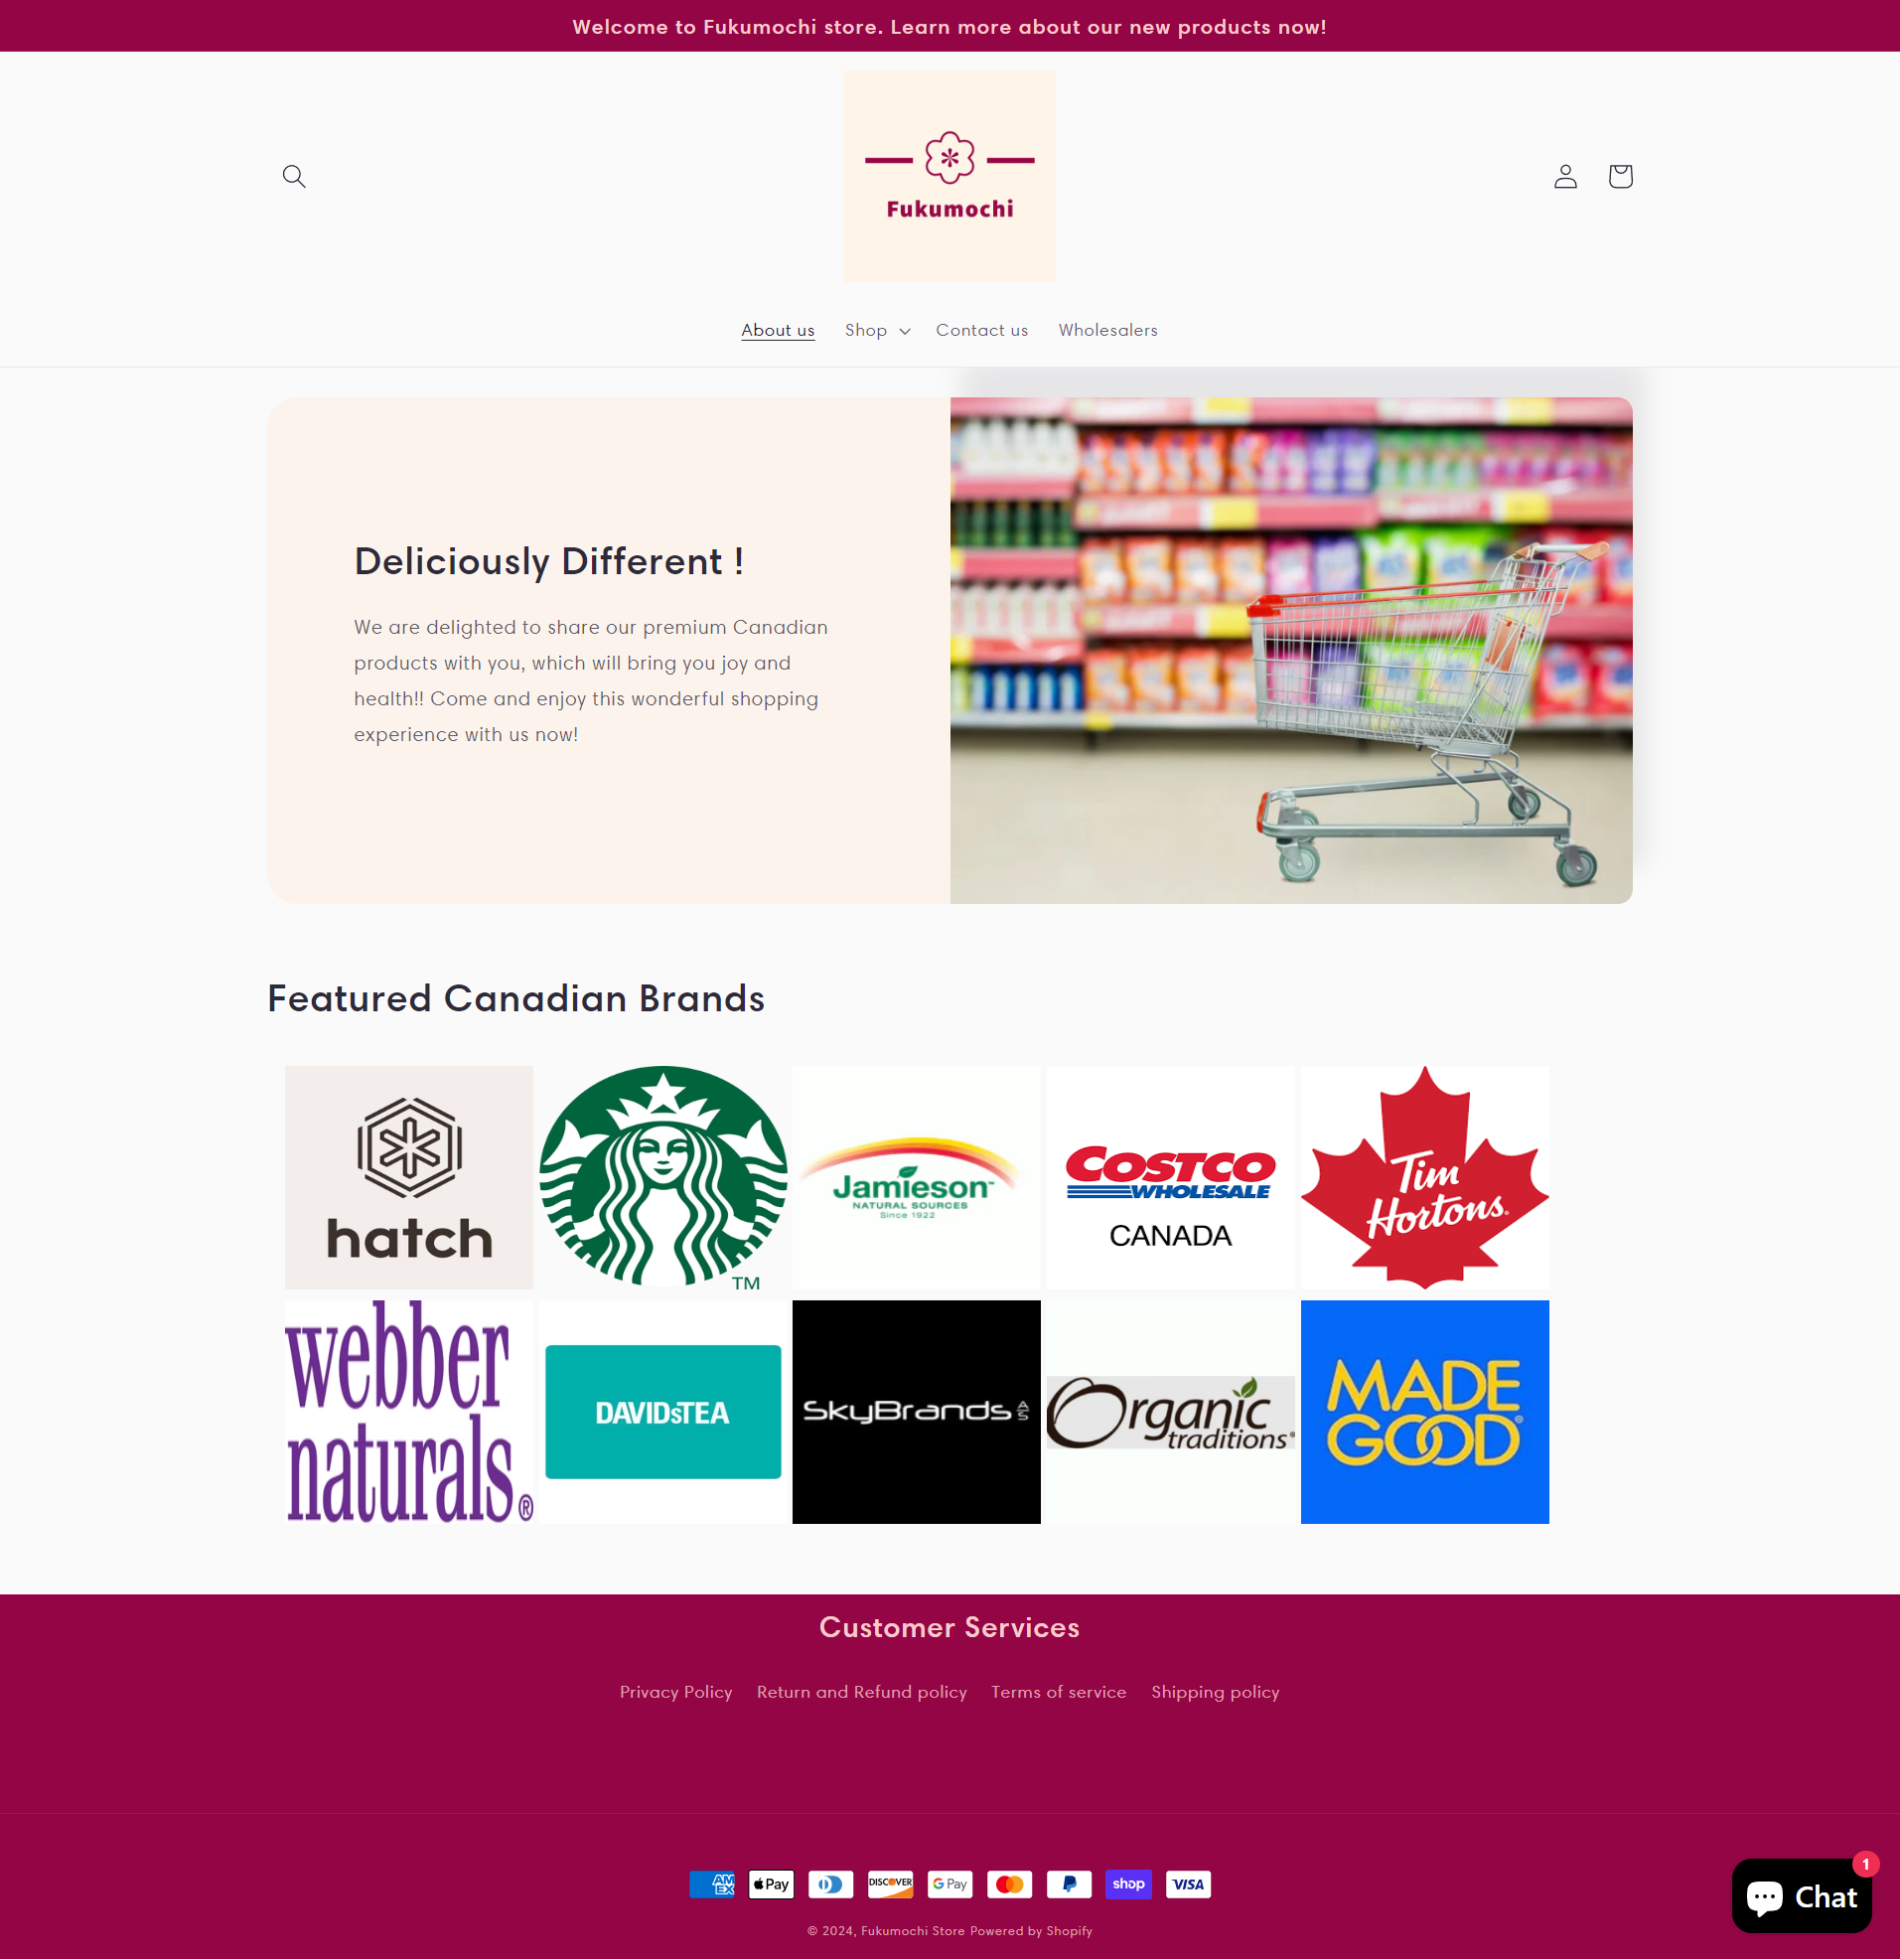 Welcome to Fukumochi store. Learn more about our new products now!
Fukumochi
About us
Shop
Contact us
Wholesalers
Deliciously Different !
We are delighted to share our premium Canadian
products with you, which will bring you joy and
health!! Come and enjoy this wonderful shopping
experience with us now!
Featured Canadian Brands
hatch
TM
Jamieson™
NATURAL SOURCES
Since 1922
COSTCO
WHOLESALE
CANADA
Tim
Hortons®
webber
naturals®
DAVIDsTEA
SkyBrands AS
Organic
traditions®
MADE
GOOD®
Customer Services
Privacy Policy
Return and Refund policy
Terms of service
Shipping policy
AMEX
Pay
DISCOVER
G Pay
shop
VISA
© 2024, Fukumochi Store Powered by Shopify
Chat
1